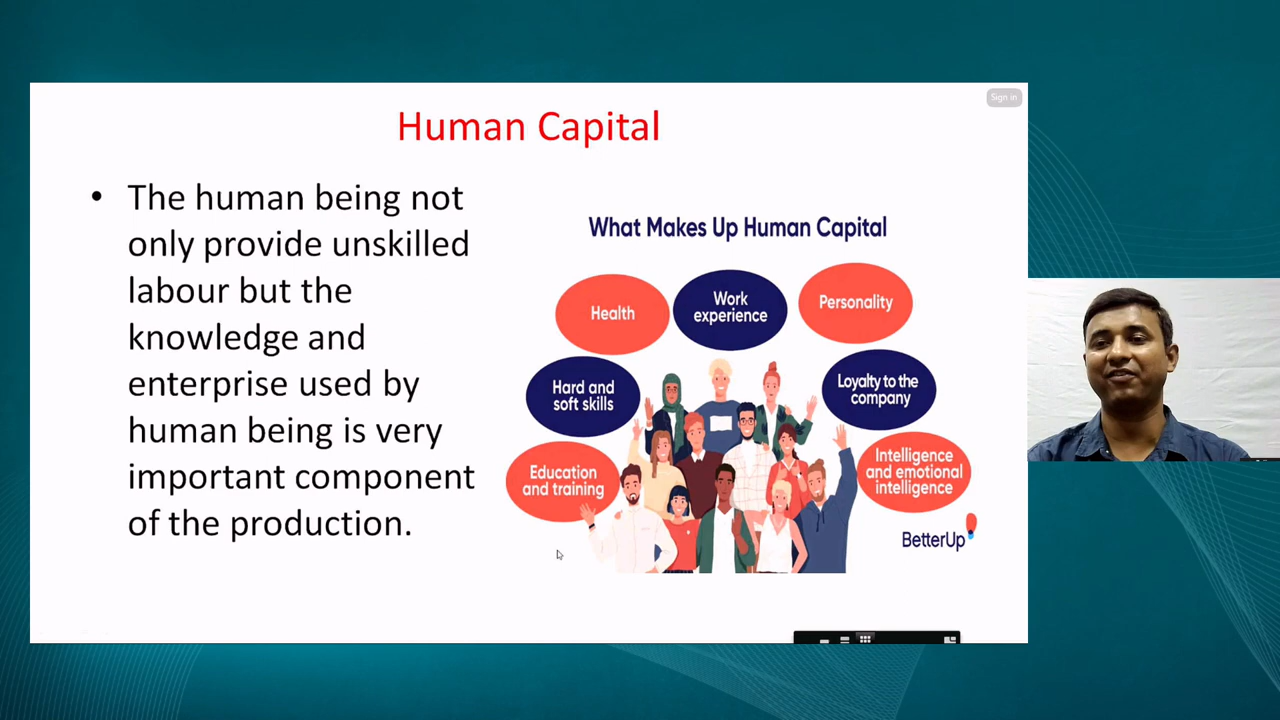 Sign in
Human Capital
• The human being not
only provide unskilled
labour but the
knowledge and
enterprise used by
human being is very
important component
of the production.
What Makes Up Human Capital
Health
Work
experience
Personality
Hard and
soft skills
Loyalty to the
company
Education
and training
Intelligence
and emotional
intelligence
BetterUp